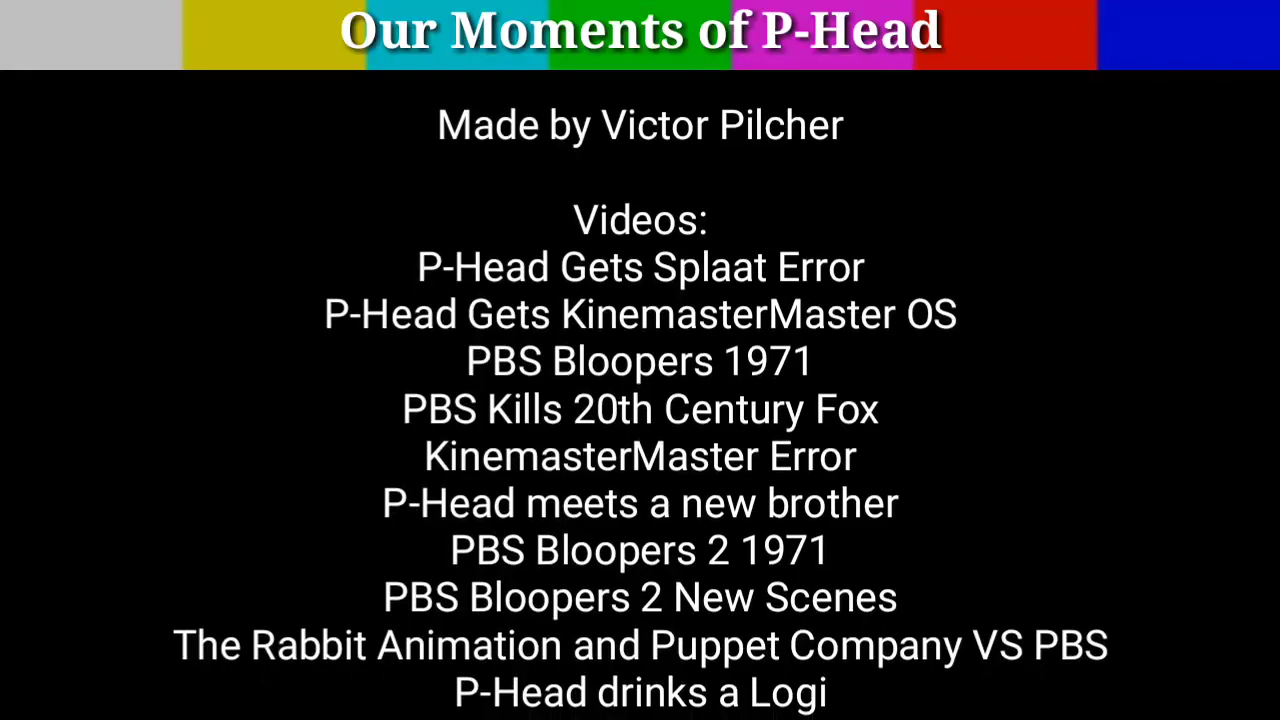 Our Moments of P-Head
Made by Victor Pilcher
Videos:
P-Head Gets Splaat Error
P-Head Gets KinemasterMaster OS
PBS Bloopers 1971
PBS Kills 20th Century Fox
KinemasterMaster Error
P-Head meets a new brother
PBS Bloopers 2 1971
PBS Bloopers 2 New Scenes
The Rabbit Animation and Puppet Company VS PBS
P-Head drinks a Logi